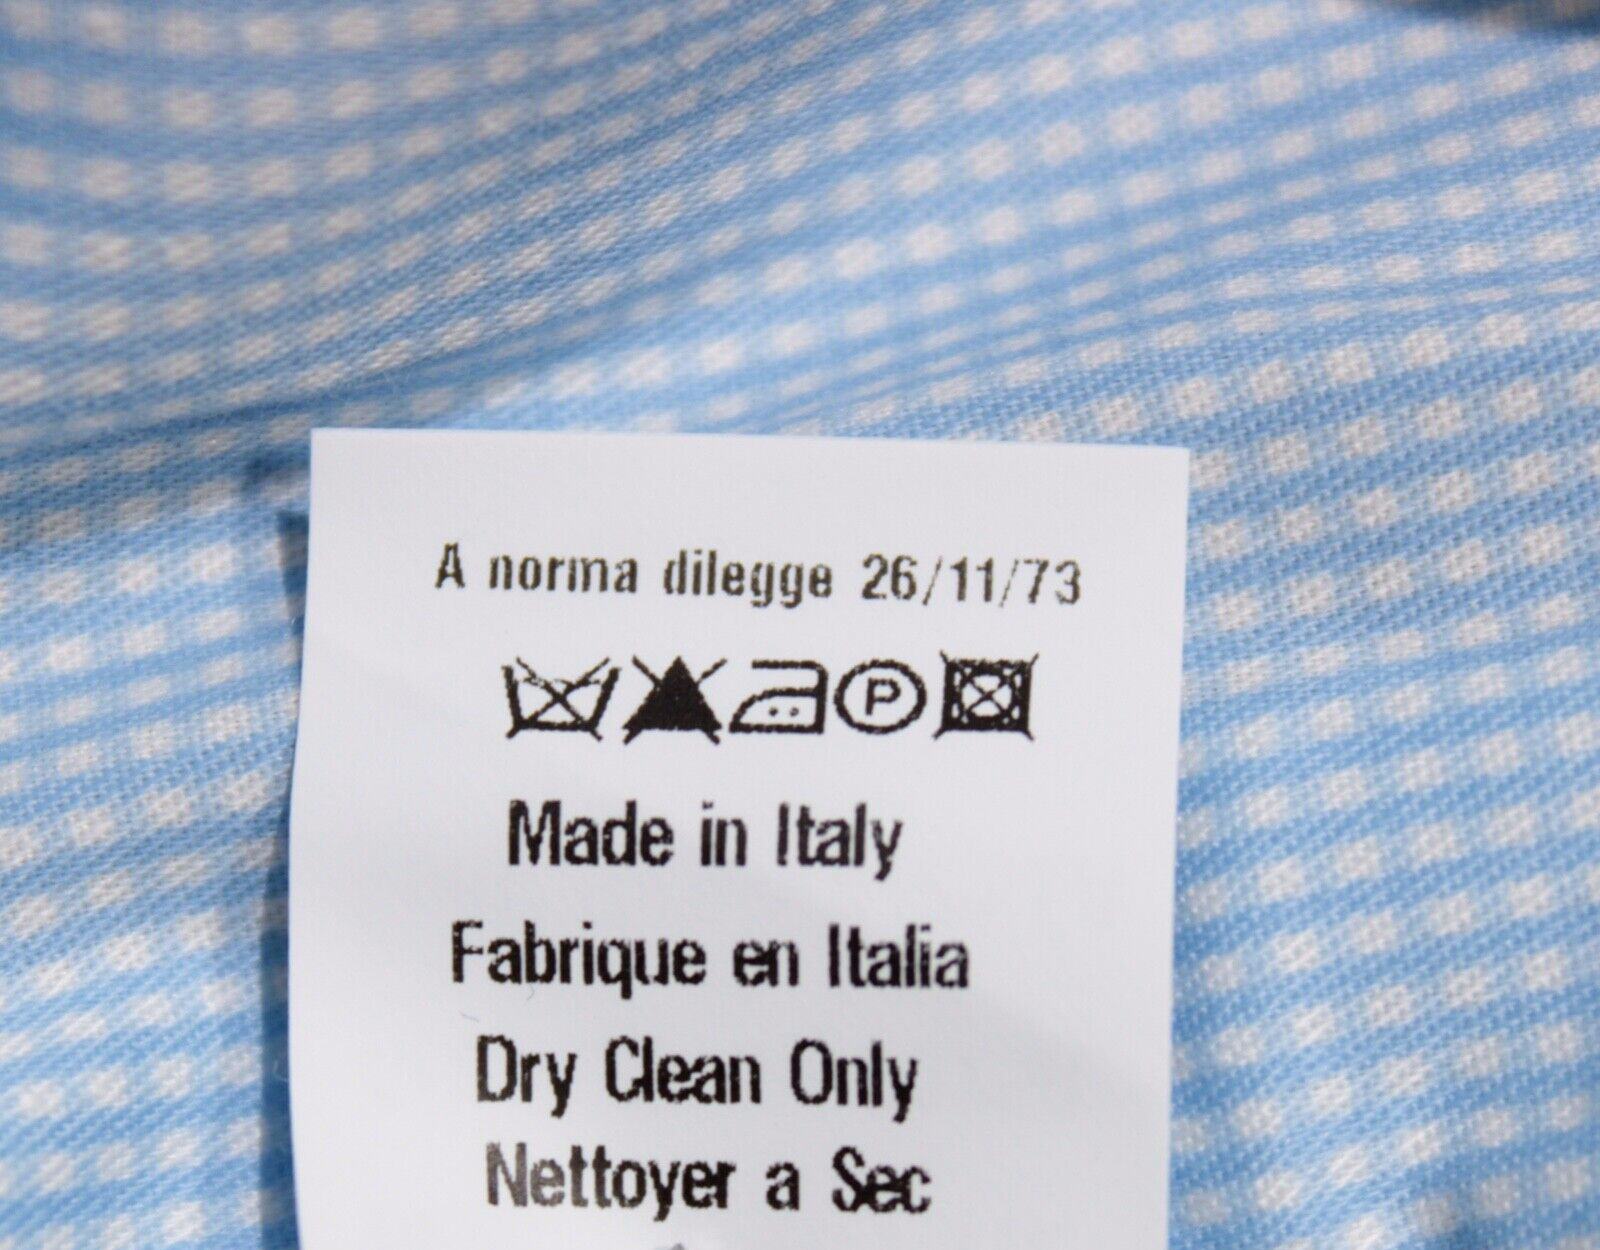 A norma dilegge 26/11/73
P
Made in Italy
Fabrique en Italia
Dry Clean Only
Nettoyer a Sec